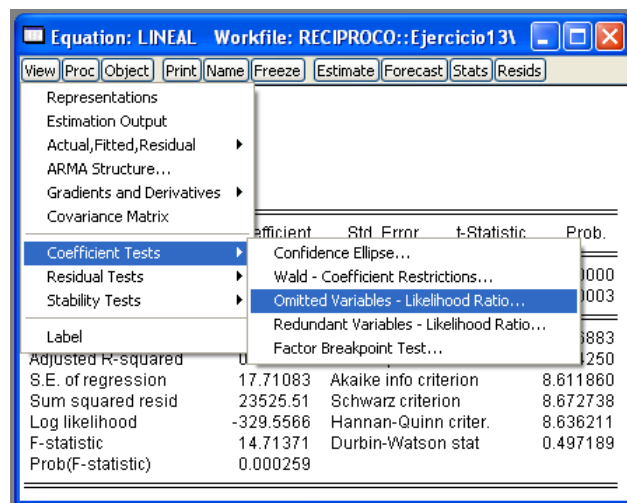 Equation: LINEAL Workfile: RECIPROCO::Ejercicio13\
View Proc Object Print Name Freeze Estimate Forecast Stats Resids
Representations
Estimation Output
Actual,Fitted,Residual
ARMA Structure...
Gradients and Derivatives
Covariance Matrix
efficient Std. Error t-Statistic Prob.
Coefficient Tests
Residual Tests
Stability Tests
Label
Confidence Ellipse...
Wald - Coefficient Restrictions...
Omitted Variables - Likelihood Ratio...
Redundant Variables - Likelihood Ratio...
Factor Breakpoint Test...
0000
0003
6883
Adjusted R-squared 4250
S.E. of regression 17.71083 Akaike info criterion 8.611860
Sum squared resid 23525.51 Schwarz criterion 8.672738
Log likelihood -329.5566 Hannan-Quinn criter. 8.636211
F-statistic 14.71371 Durbin-Watson stat 0.497189
Prob(F-statistic) 0.000259